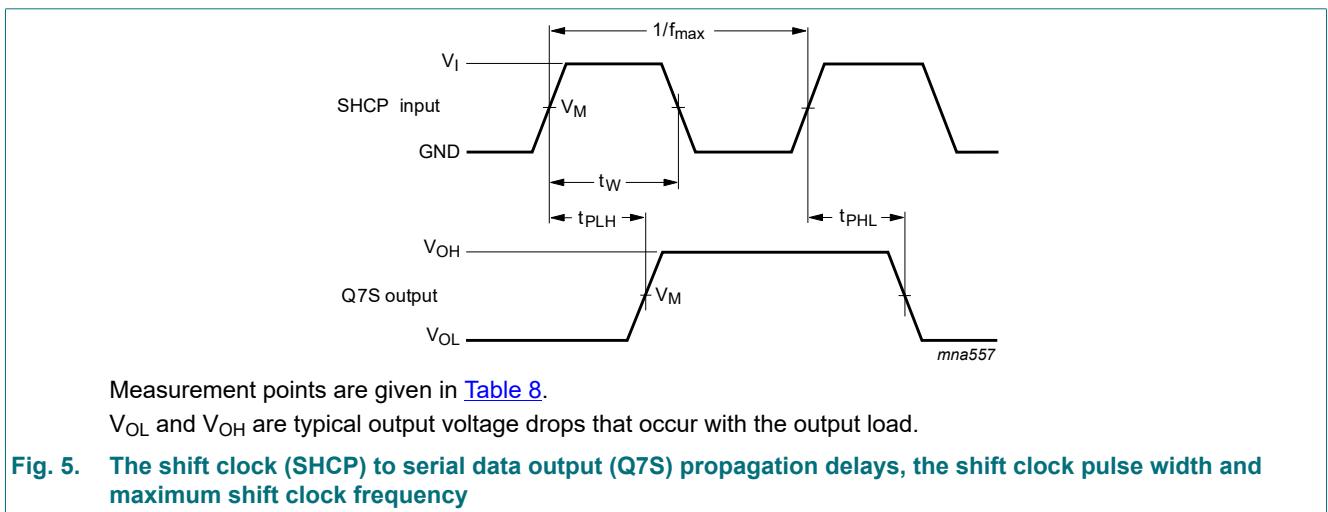 1/fmax
VI
SHCP input
VM
GND
tW
tPLH
tPHL
VOH
Q7S output
VM
VOL
mna557
Measurement points are given in Table 8.
VOL and VOH are typical output voltage drops that occur with the output load.
Fig. 5. The shift clock (SHCP) to serial data output (Q7S) propagation delays, the shift clock pulse width and
maximum shift clock frequency